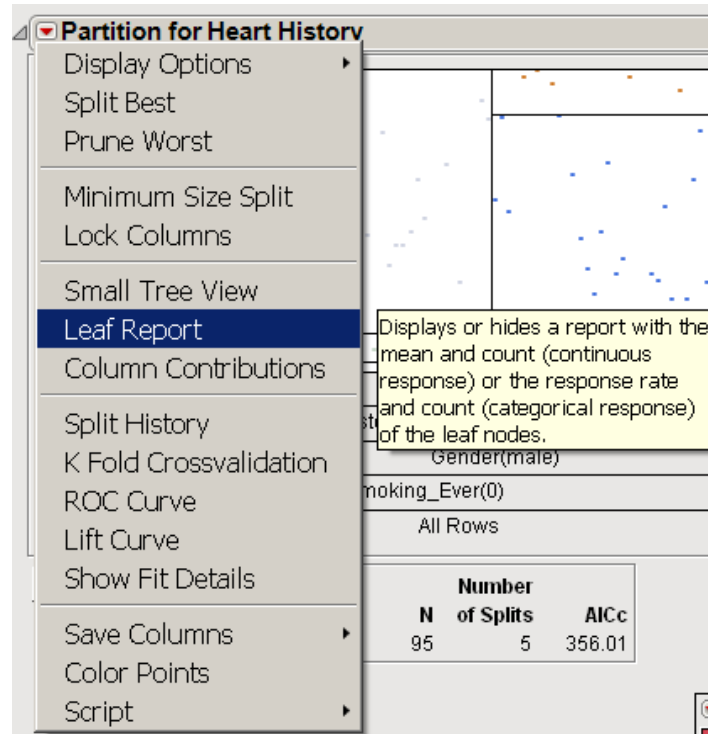 Partition for Heart History
Display Options
Split Best
Prune Worst
Minimum Size Split
Lock Columns
Small Tree View
Leaf Report
Column Contributions
Split History
K Fold Crossvalidation
ROC Curve
Lift Curve
Show Fit Details
Save Columns
Color Points
Script
Displays or hides a report with the
mean and count (continuous
response) or the response rate
and count (categorical response)
of the leaf nodes.
Gender(male)
moking_Ever(0)
All Rows
Number
N of Splits AICc
95 5 356.01